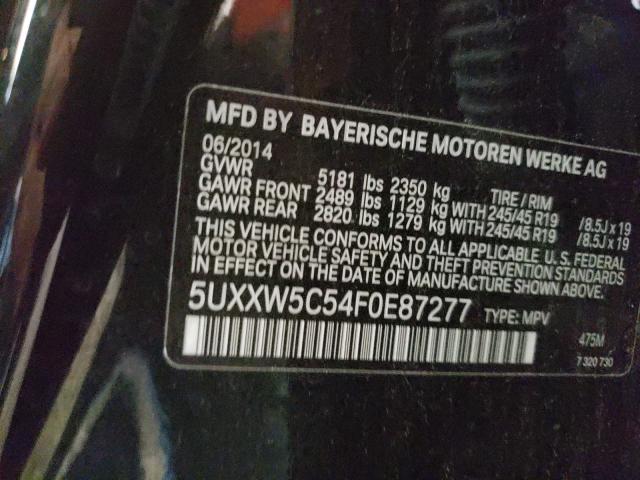 MFD BY BAYERISCHE MOTOREN WERKE AG
06/2014
GVWR 5181 lbs 2350 kg TIRE / RIM
GAWR FRONT 2489 lbs 1129 kg WITH 245/45 R19 /8.5J x 19
GAWR REAR 2820 lbs 1279 kg WITH 245/45 R19 /8.5J x 19
THIS VEHICLE CONFORMS TO ALL APPLICABLE U.S. FEDERAL
MOTOR VEHICLE SAFETY AND THEFT PREVENTION STANDARDS
IN EFFECT ON THE DATE OF MANUFACTURE SHOWN ABOVE.
5UXXW5C54F0E87277 TYPE: MPV
475M
7 320 730